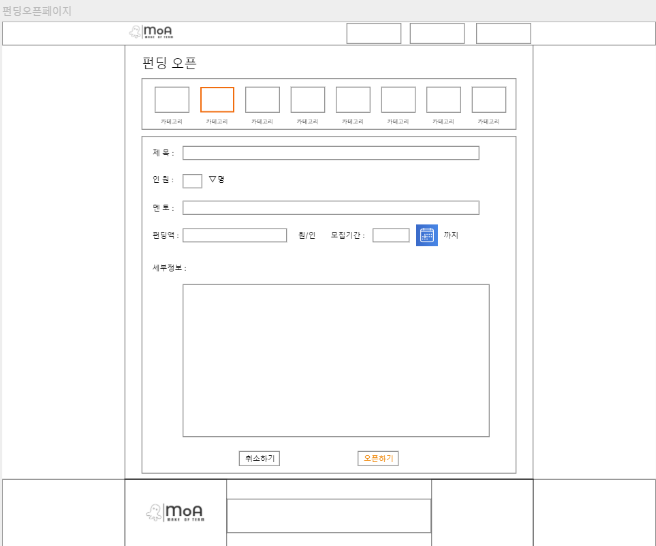 펀딩오픈페이지
MoA
MAKE OF TEAM
펀딩 오픈
카테고리 카테고리 카테고리 카테고리 카테고리 카테고리 카테고리 카테고리
제 목 :
인 원 : ▽명
멘 토 :
펀딩액 : 원/인 모집기간 : 까지
세부정보 :
취소하기 오픈하기
MoA
MAKE OF TEAM